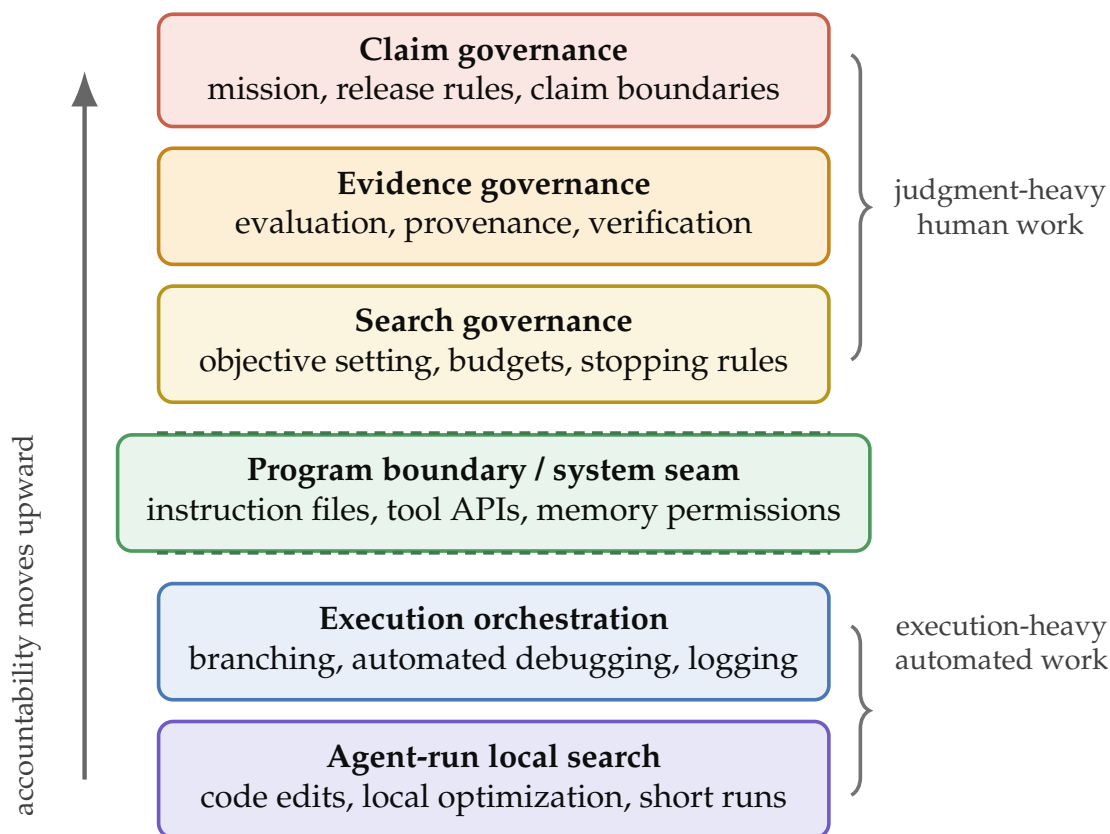 Claim governance
mission, release rules, claim boundaries
Evidence governance
evaluation, provenance, verification
judgment-heavy
human work
Search governance
objective setting, budgets, stopping rules
Program boundary / system seam
instruction files, tool APIs, memory permissions
Execution orchestration
branching, automated debugging, logging
execution-heavy
automated work
Agent-run local search
code edits, local optimization, short runs
accountability moves upward